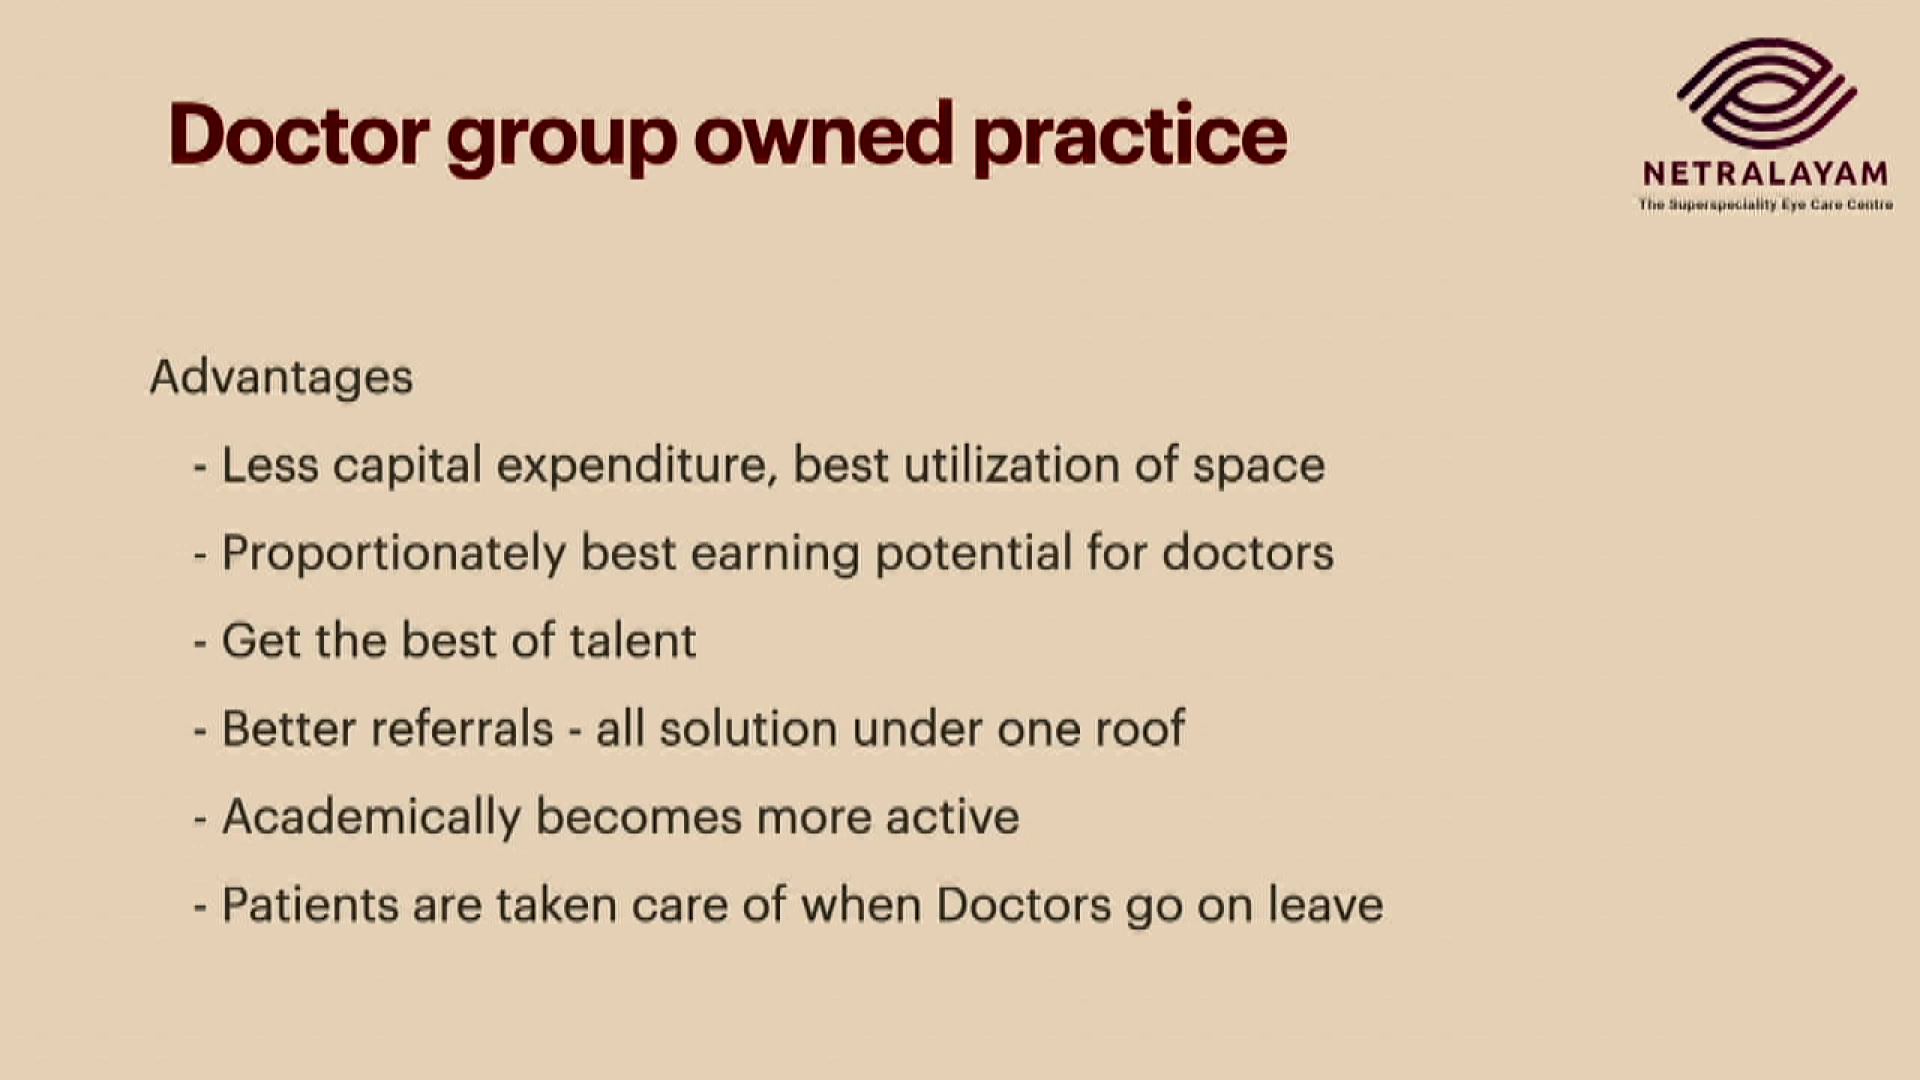 Doctor group owned practice
NETRALAYAM
The Superspeciality Eye Care Centre
Advantages
- Less capital expenditure, best utilization of space
- Proportionately best earning potential for doctors
- Get the best of talent
- Better referrals - all solution under one roof
- Academically becomes more active
- Patients are taken care of when Doctors go on leave